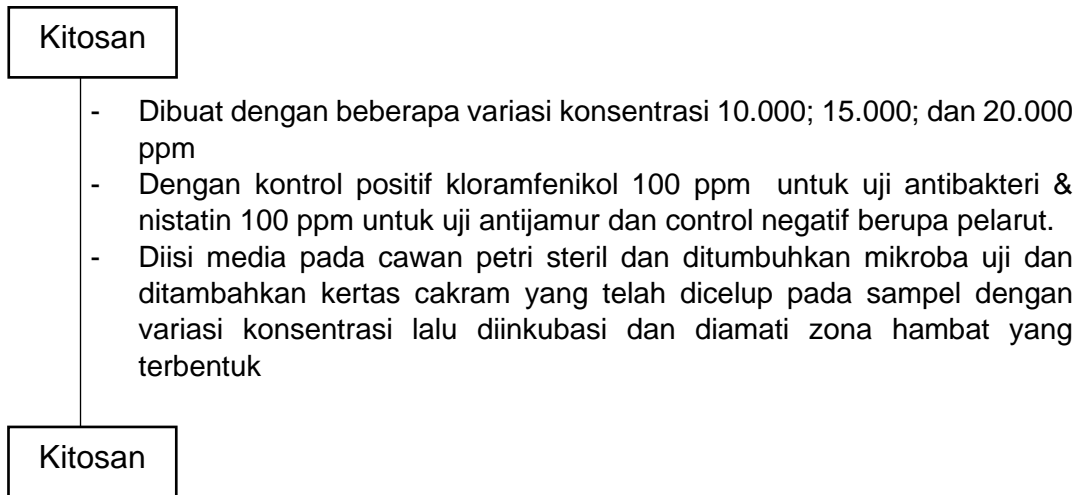 Kitosan
- Dibuat dengan beberapa variasi konsentrasi 10.000; 15.000; dan 20.000
ppm
- Dengan kontrol positif kloramfenikol 100 ppm untuk uji antibakteri &
nistatin 100 ppm untuk uji antijamur dan control negatif berupa pelarut.
- Diisi media pada cawan petri steril dan ditumbuhkan mikroba uji dan
ditambahkan kertas cakram yang telah dicelup pada sampel dengan
variasi konsentrasi lalu diinkubasi dan diamati zona hambat yang
terbentuk
Kitosan